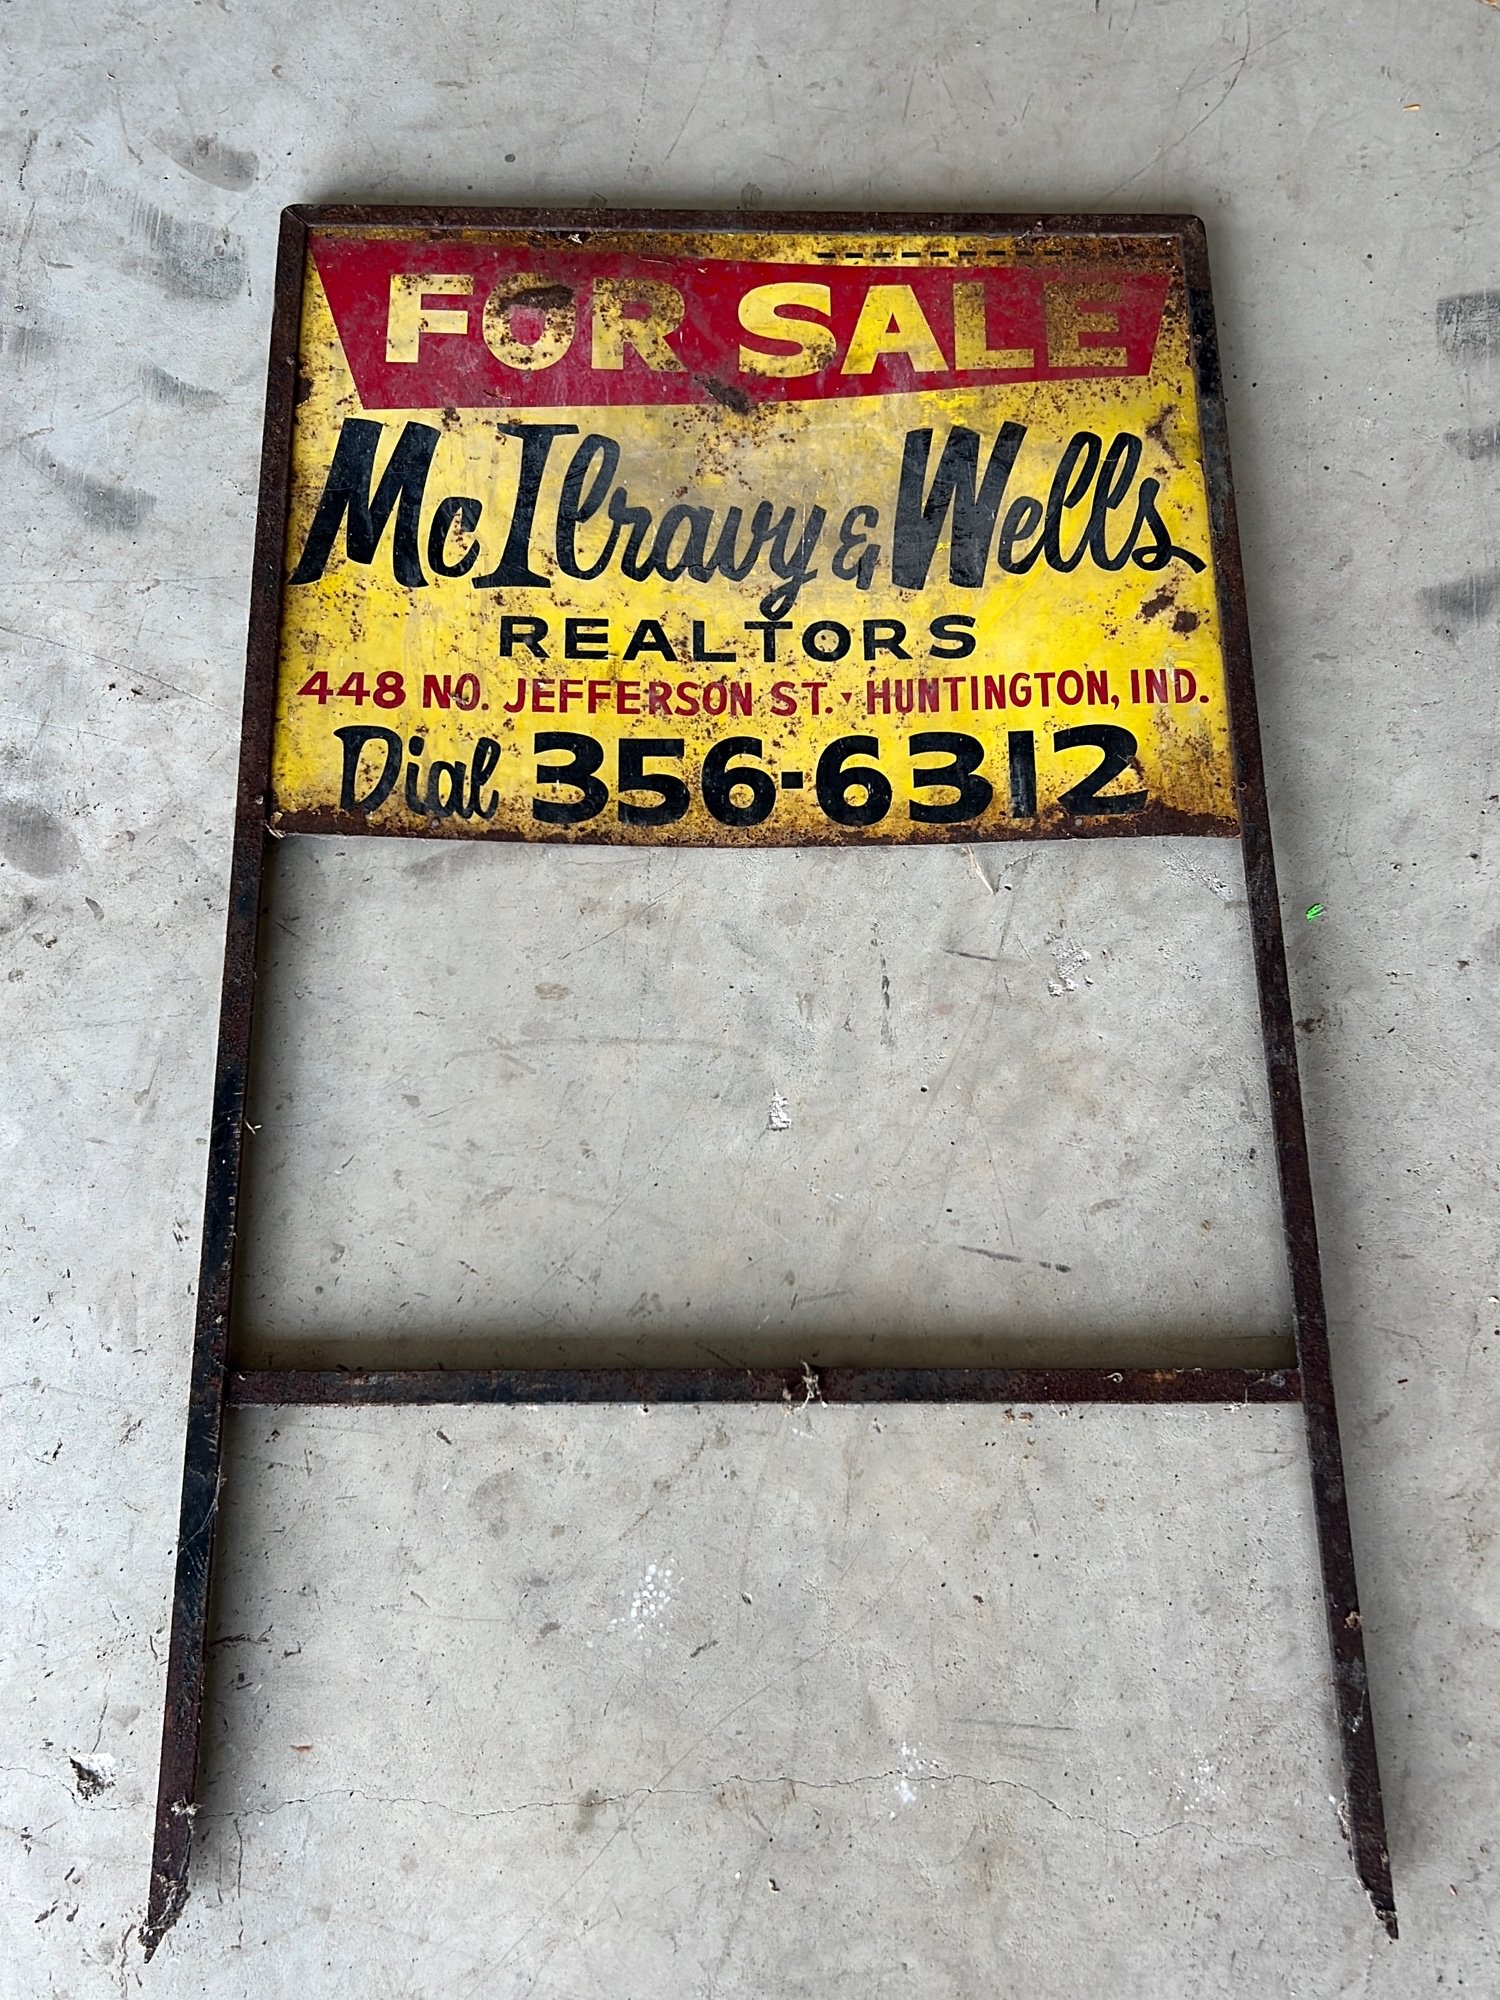 FOR SALE
McIlravy & Wells
REALTORS
448 NO. JEFFERSON ST. - HUNTINGTON, IND.
Dial 356-6312